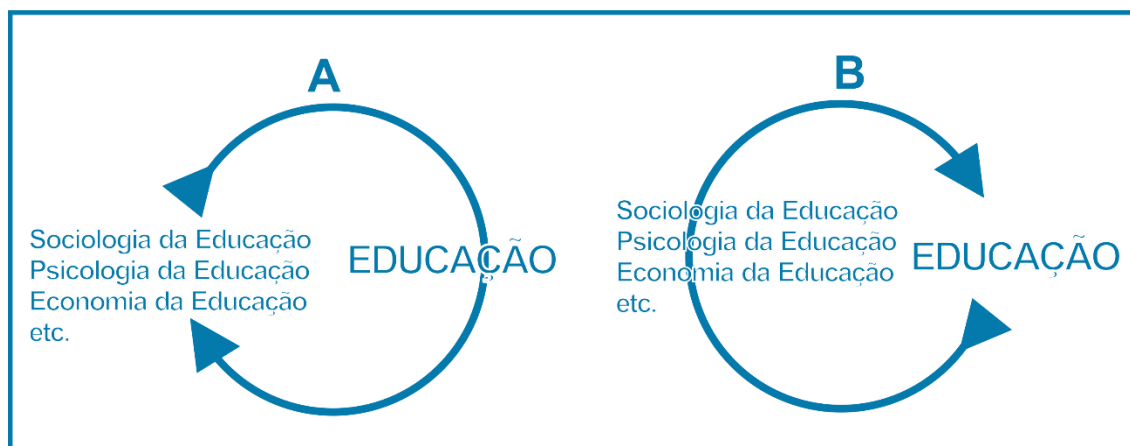 A
Sociologia da Educação
Psicologia da Educação
Economia da Educação
etc.
EDUCAÇÃO
B
Sociologia da Educação
Psicologia da Educação
Economia da Educação
etc.
EDUCAÇÃO